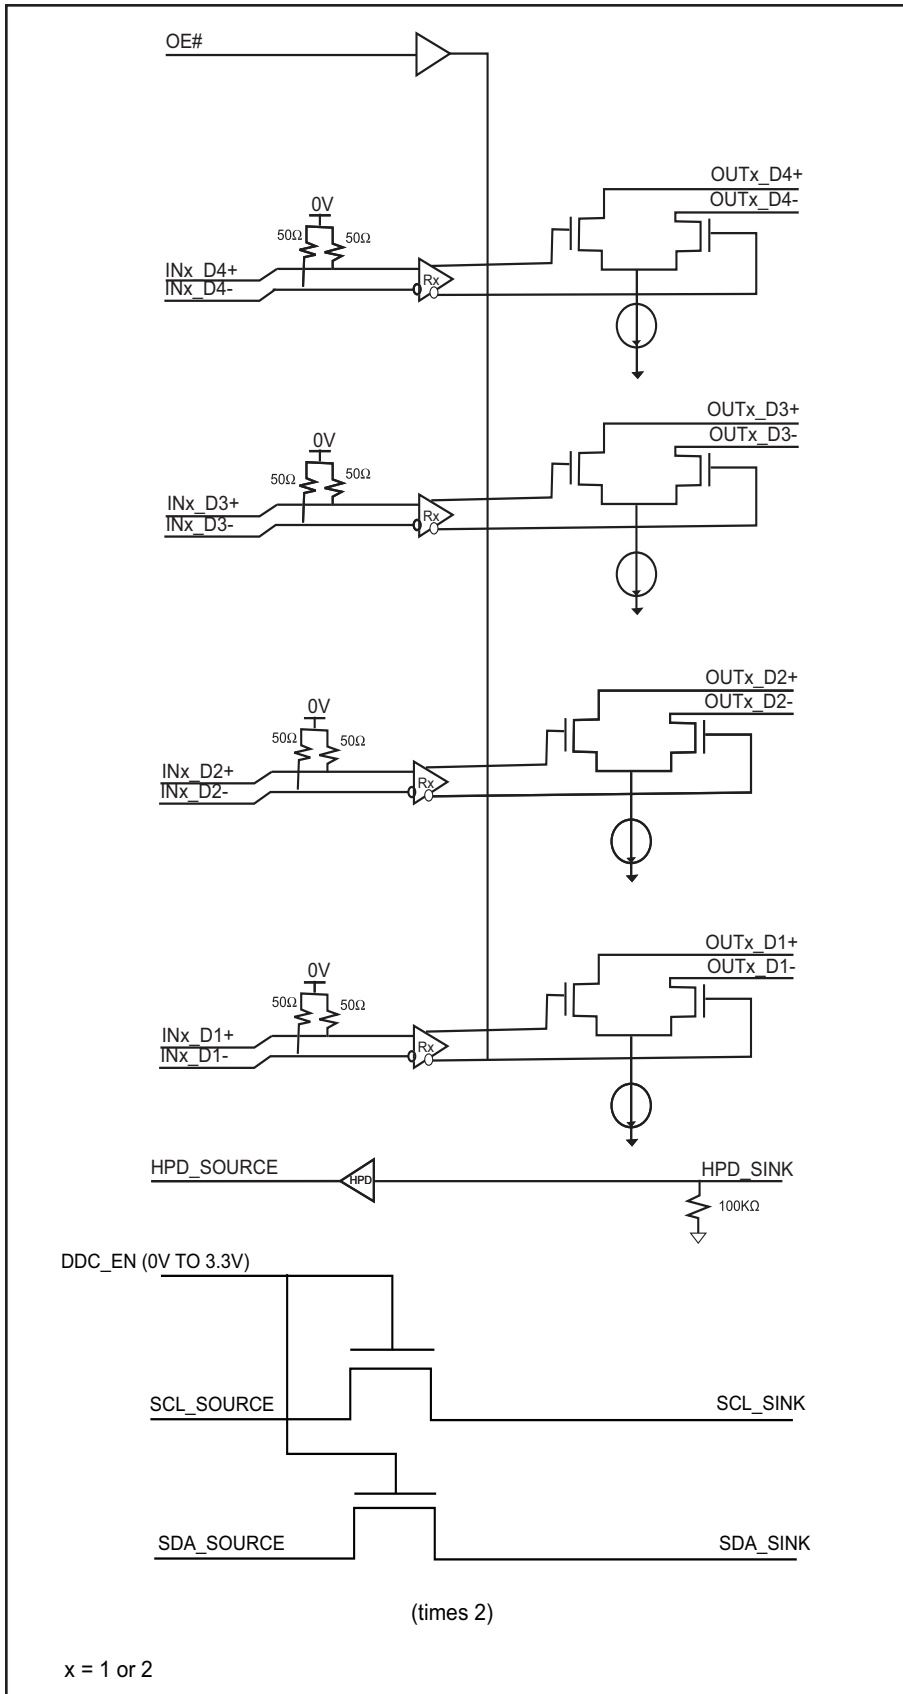 OE#
OUTx_D4+
OUTx_D4-
0V
50Ω 50Ω
INx_D4+
INx_D4-
Rx
OUTx_D3+
OUTx_D3-
0V
50Ω 50Ω
INx_D3+
INx_D3-
Rx
OUTx_D2+
OUTx_D2-
0V
50Ω 50Ω
INx_D2+
INx_D2-
Rx
OUTx_D1+
OUTx_D1-
0V
50Ω 50Ω
INx_D1+
INx_D1-
Rx
HPD_SOURCE HPD HPD_SINK
100KΩ
DDC_EN (0V TO 3.3V)
SCL_SOURCE SCL_SINK
SDA_SOURCE SDA_SINK
(times 2)
x = 1 or 2